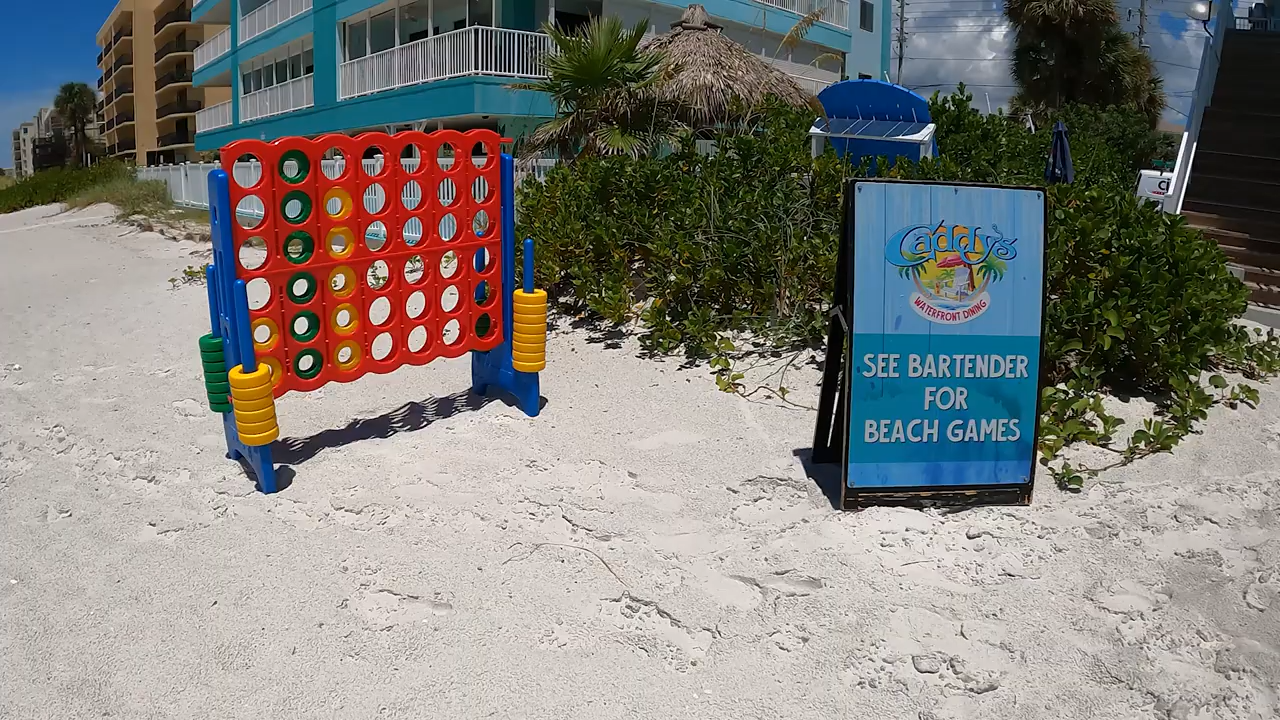 Caddy's
WATERFRONT DINING
SEE BARTENDER
FOR
BEACH GAMES